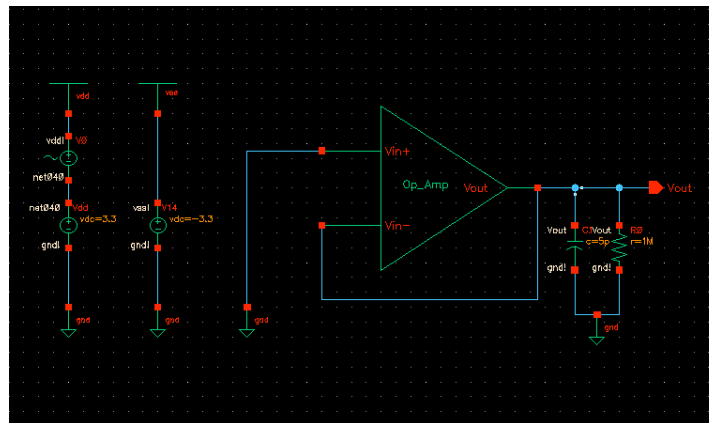 vdd
vss
vdd! V0
net040
net040 Vdd
vdc=3.3
gnd!
gnd
vss! V14
vdc=-3.3
gnd!
gnd
gnd
Vin+
Op_Amp
Vout
Vin-
Vout
Vout
c=5p
gnd!
Vout R0
r=1M
gnd!
gnd